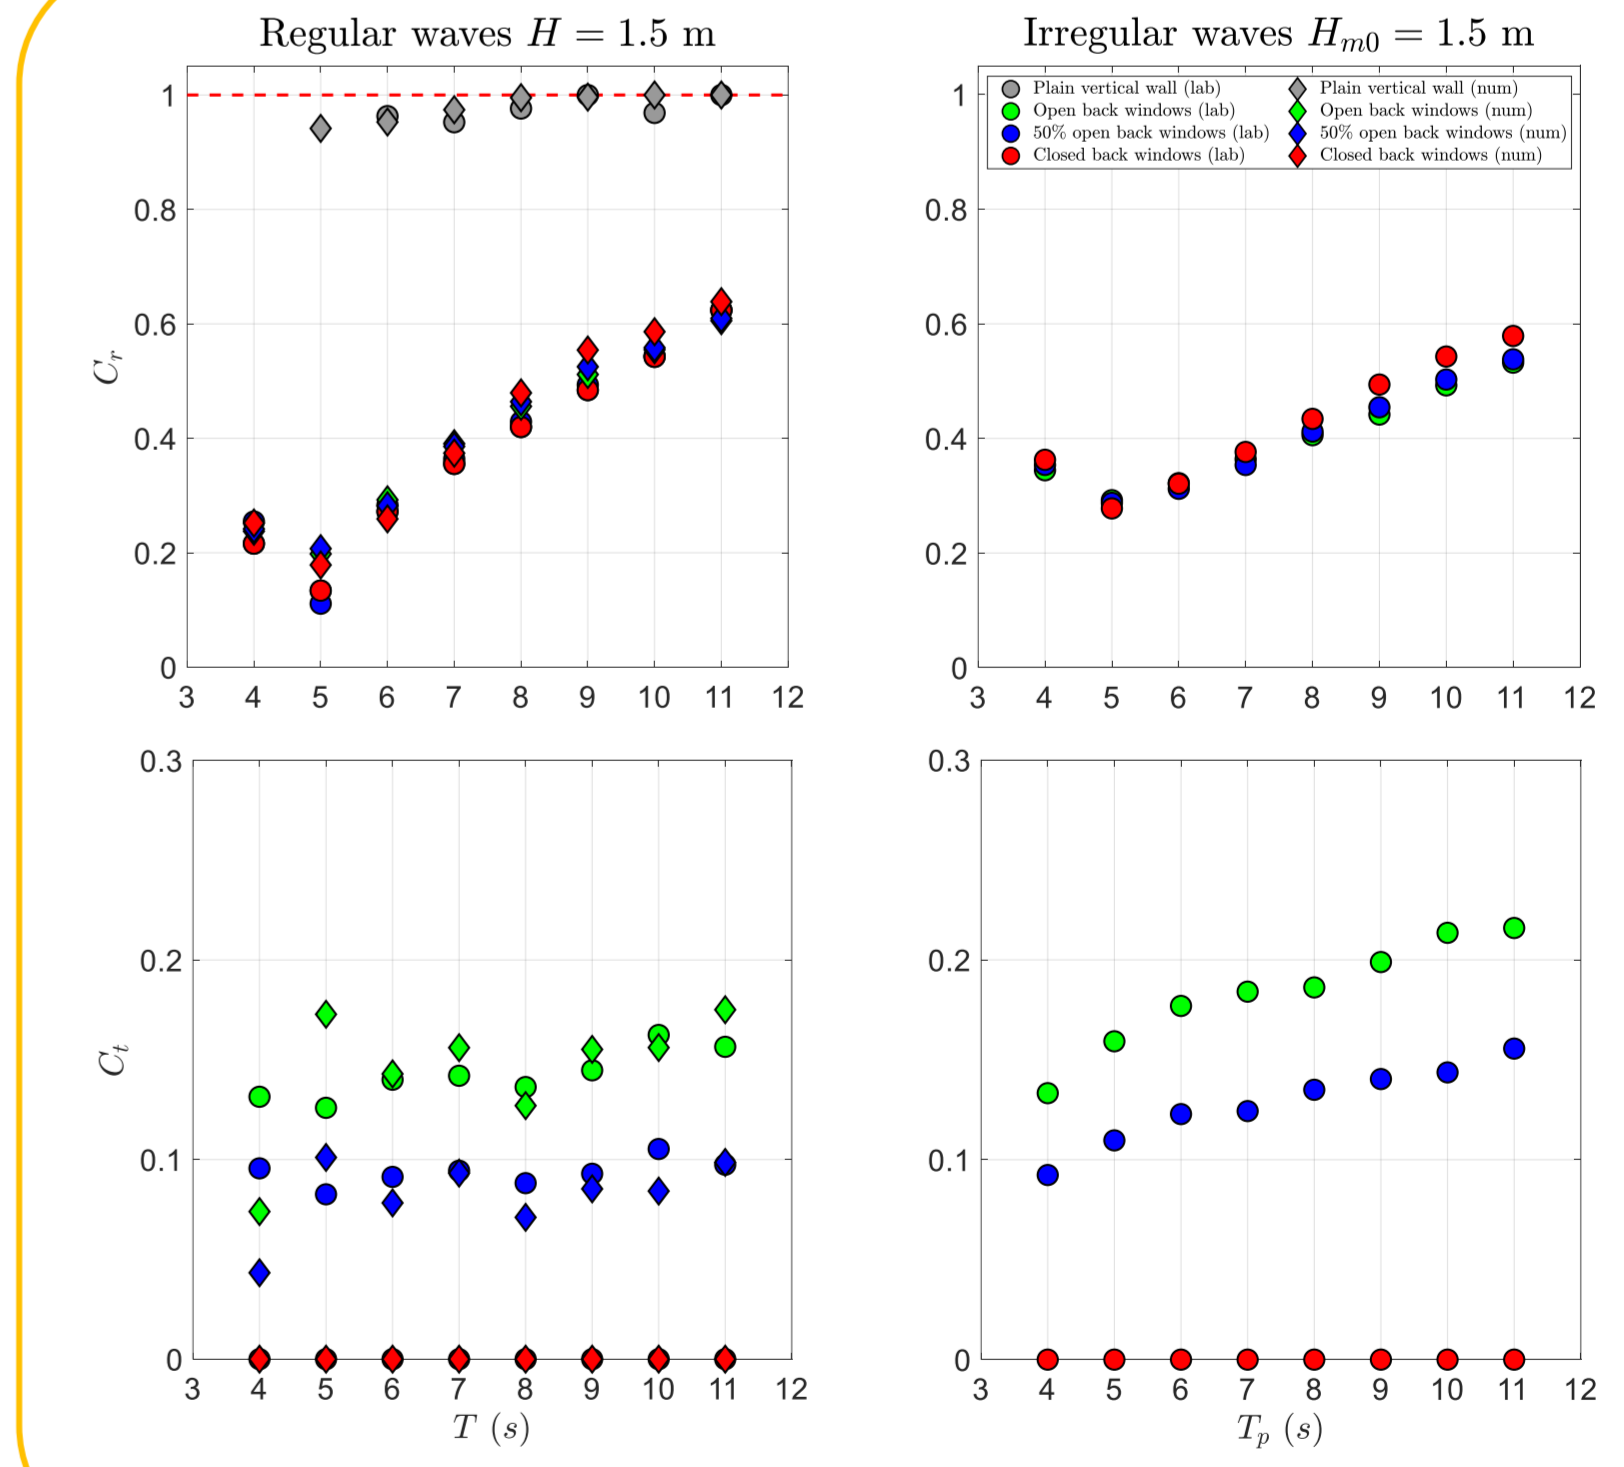 Regular waves H = 1.5 m
Irregular waves H_{m0} = 1.5 m
C_r
1
0.8
0.6
0.4
0.2
0
3 4 5 6 7 8 9 10 11 12
Plain vertical wall (lab)
Open back windows (lab)
50% open back windows (lab)
Closed back windows (lab)
Plain vertical wall (num)
Open back windows (num)
50% open back windows (num)
Closed back windows (num)
1
0.8
0.6
0.4
0.2
0
3 4 5 6 7 8 9 10 11 12
C_t
0.3
0.2
0.1
0
3 4 5 6 7 8 9 10 11 12
T (s)
0.3
0.2
0.1
0
3 4 5 6 7 8 9 10 11 12
T_p (s)